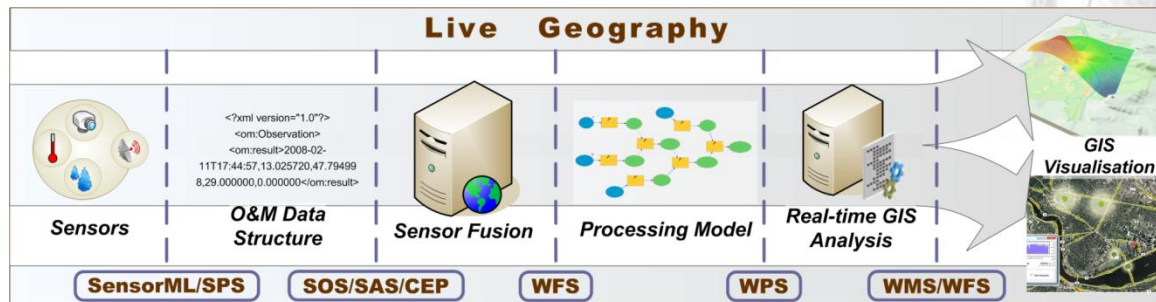 Live Geography
<?xml version="1.0"?>
<om:Observation>
<om:result>2008-02-
11T17:44:57,13.025720,47.79499
8,29.000000,0.000000</om:result>
Sensors
O&M Data
Structure
Sensor Fusion
Processing Model
Real-time GIS
Analysis
GIS
Visualisation
SensorML/SPS
SOS/SAS/CEP
WFS
WPS
WMS/WFS